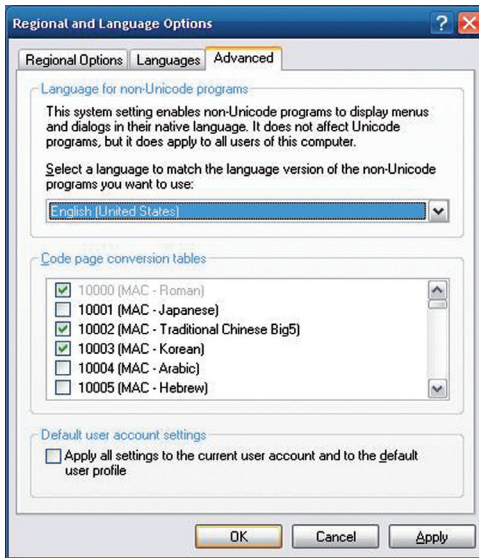 Regional and Language Options
Regional Options Languages Advanced
Language for non-Unicode programs
This system setting enables non-Unicode programs to display menus
and dialogs in their native language. It does not affect Unicode
programs, but it does apply to all users of this computer.
Select a language to match the language version of the non-Unicode
programs you want to use:
English (United States)
Code page conversion tables
10000 (MAC - Roman)
10001 (MAC - Japanese)
10002 (MAC - Traditional Chinese Big5)
10003 (MAC - Korean)
10004 (MAC - Arabic)
10005 (MAC - Hebrew)
Default user account settings
Apply all settings to the current user account and to the default
user profile
OK Cancel Apply